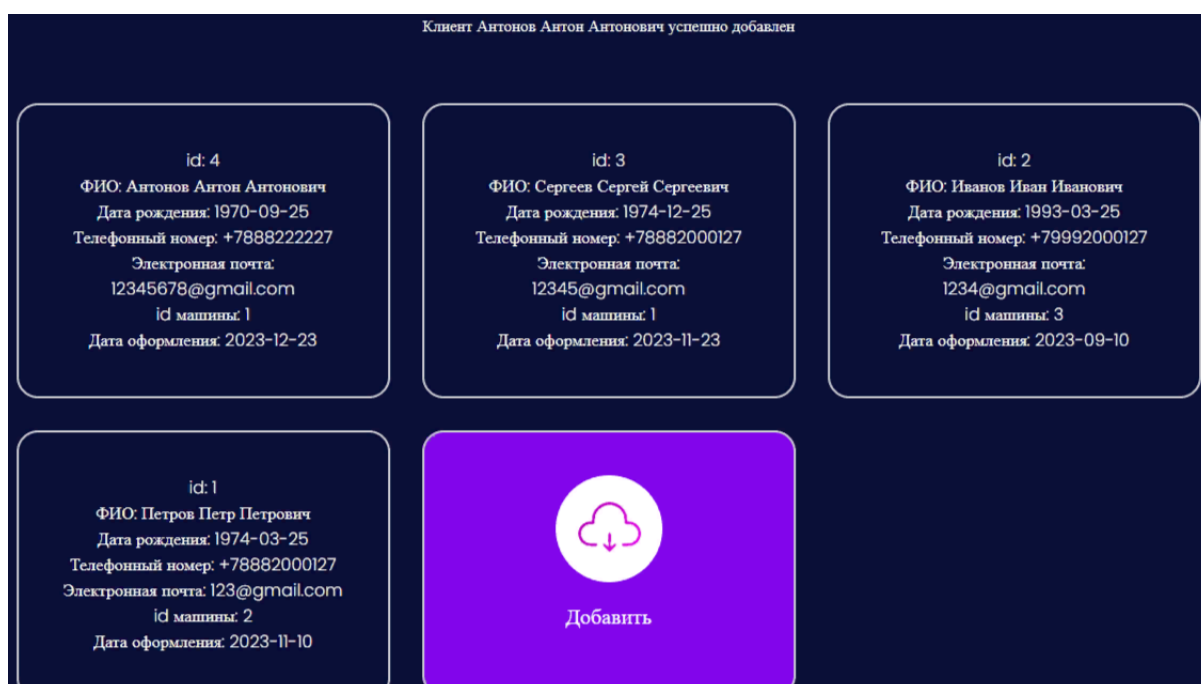 Клиент Антонов Антон Антонович успешно добавлен
id: 4
ФИО: Антонов Антон Антонович
Дата рождения: 1970-09-25
Телефонный номер: +7888222227
Электронная почта:
12345678@gmail.com
id машины: 1
Дата оформления: 2023-12-23
id: 3
ФИО: Сергеев Сергей Сергеевич
Дата рождения: 1974-12-25
Телефонный номер: +78882000127
Электронная почта:
12345@gmail.com
id машины: 1
Дата оформления: 2023-11-23
id: 2
ФИО: Иванов Иван Иванович
Дата рождения: 1993-03-25
Телефонный номер: +79992000127
Электронная почта:
1234@gmail.com
id машины: 3
Дата оформления: 2023-09-10
id: 1
ФИО: Петров Петр Петрович
Дата рождения: 1974-03-25
Телефонный номер: +78882000127
Электронная почта: 123@gmail.com
id машины: 2
Дата оформления: 2023-11-10
Добавить